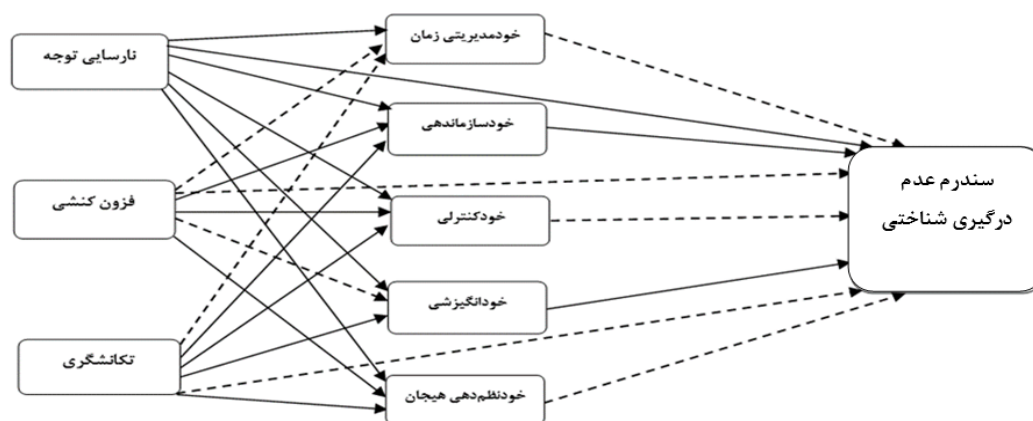 نارسایی توجه
فزون کنشی
تکانشگری
خودمدیریتی زمان
خودسازماندهی
خودکنترلی
خودانگیزشی
خودنظم‌دهی هیجان
سندرم عدم
درگیری شناختی